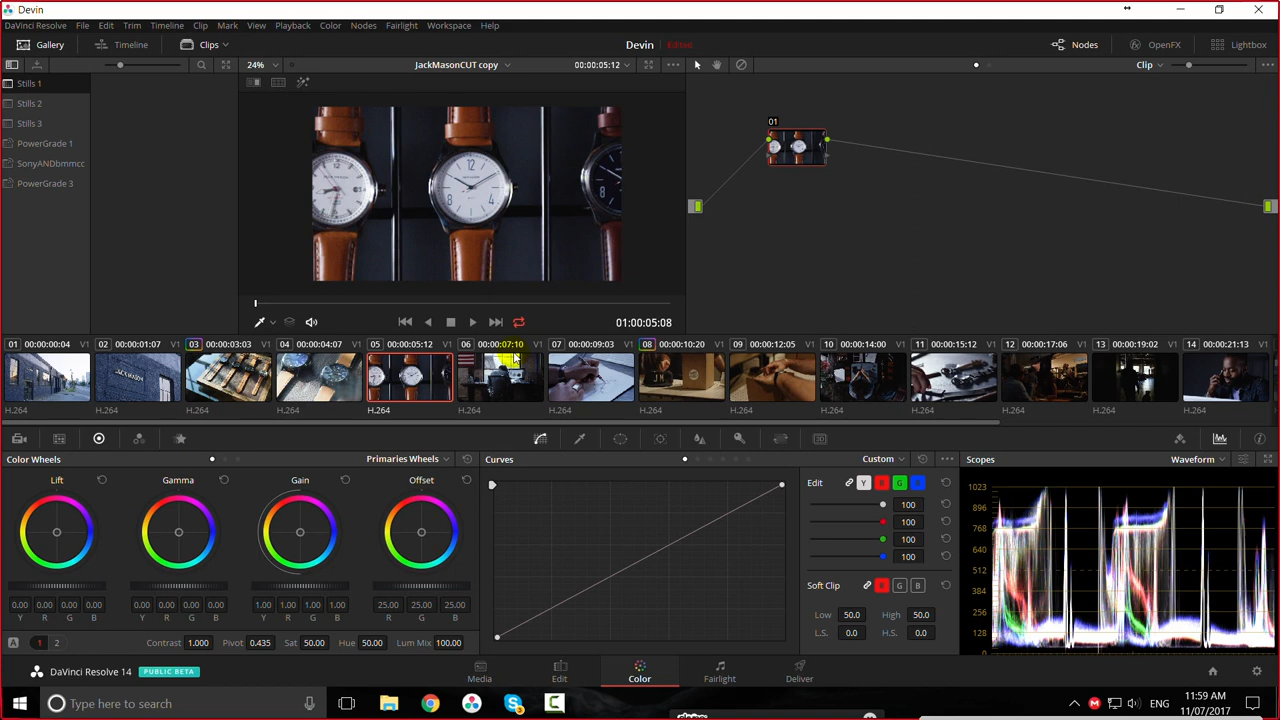 Devin
DaVinci Resolve File Edit Trim Timeline Clip Mark View Playback Color Nodes Fairlight Workspace Help
Gallery Timeline Clips Devin Edited Nodes OpenFX Lightbox
24% JackMasonCUT copy 00:00:05:12 Clip
Stills 1
Stills 2
Stills 3
PowerGrade 1
SonyANDbmmcc
PowerGrade 3
01
01:00:05:08
01 00:00:00:04 V1 02 00:00:01:07 V1 03 00:00:03:03 V1 04 00:00:04:07 V1 05 00:00:05:12 V1 06 00:00:07:10 V1 07 00:00:09:03 V1 08 00:00:10:20 V1 09 00:00:12:05 V1 10 00:00:14:00 V1 11 00:00:15:12 V1 12 00:00:17:06 V1 13 00:00:19:02 V1 14 00:00:21:13 V1
JACK MASON
H.264 H.264 H.264 H.264 H.264 H.264 H.264 H.264 H.264 H.264 H.264 H.264 H.264 H.264
Color Wheels Primaries Wheels Curves Custom Scopes Waveform
Lift Gamma Gain Offset
Edit Y R G B
100
100
100
100
Soft Clip R G B
Low 50.0 High 50.0
L.S. 0.0 H.S. 0.0
1023
896
768
640
512
384
256
128
0
0.00 0.00 0.00 0.00 0.00 0.00 0.00 0.00 1.00 1.00 1.00 1.00 25.00 25.00 25.00
Y R G B Y R G B Y R G B R G B
A 1 2 Contrast 1.000 Pivot 0.435 Sat 50.00 Hue 50.00 Lum Mix 100.00
DaVinci Resolve 14 PUBLIC BETA Media Edit Color Fairlight Deliver
Type here to search
ENG 11:59 AM
11/07/2017